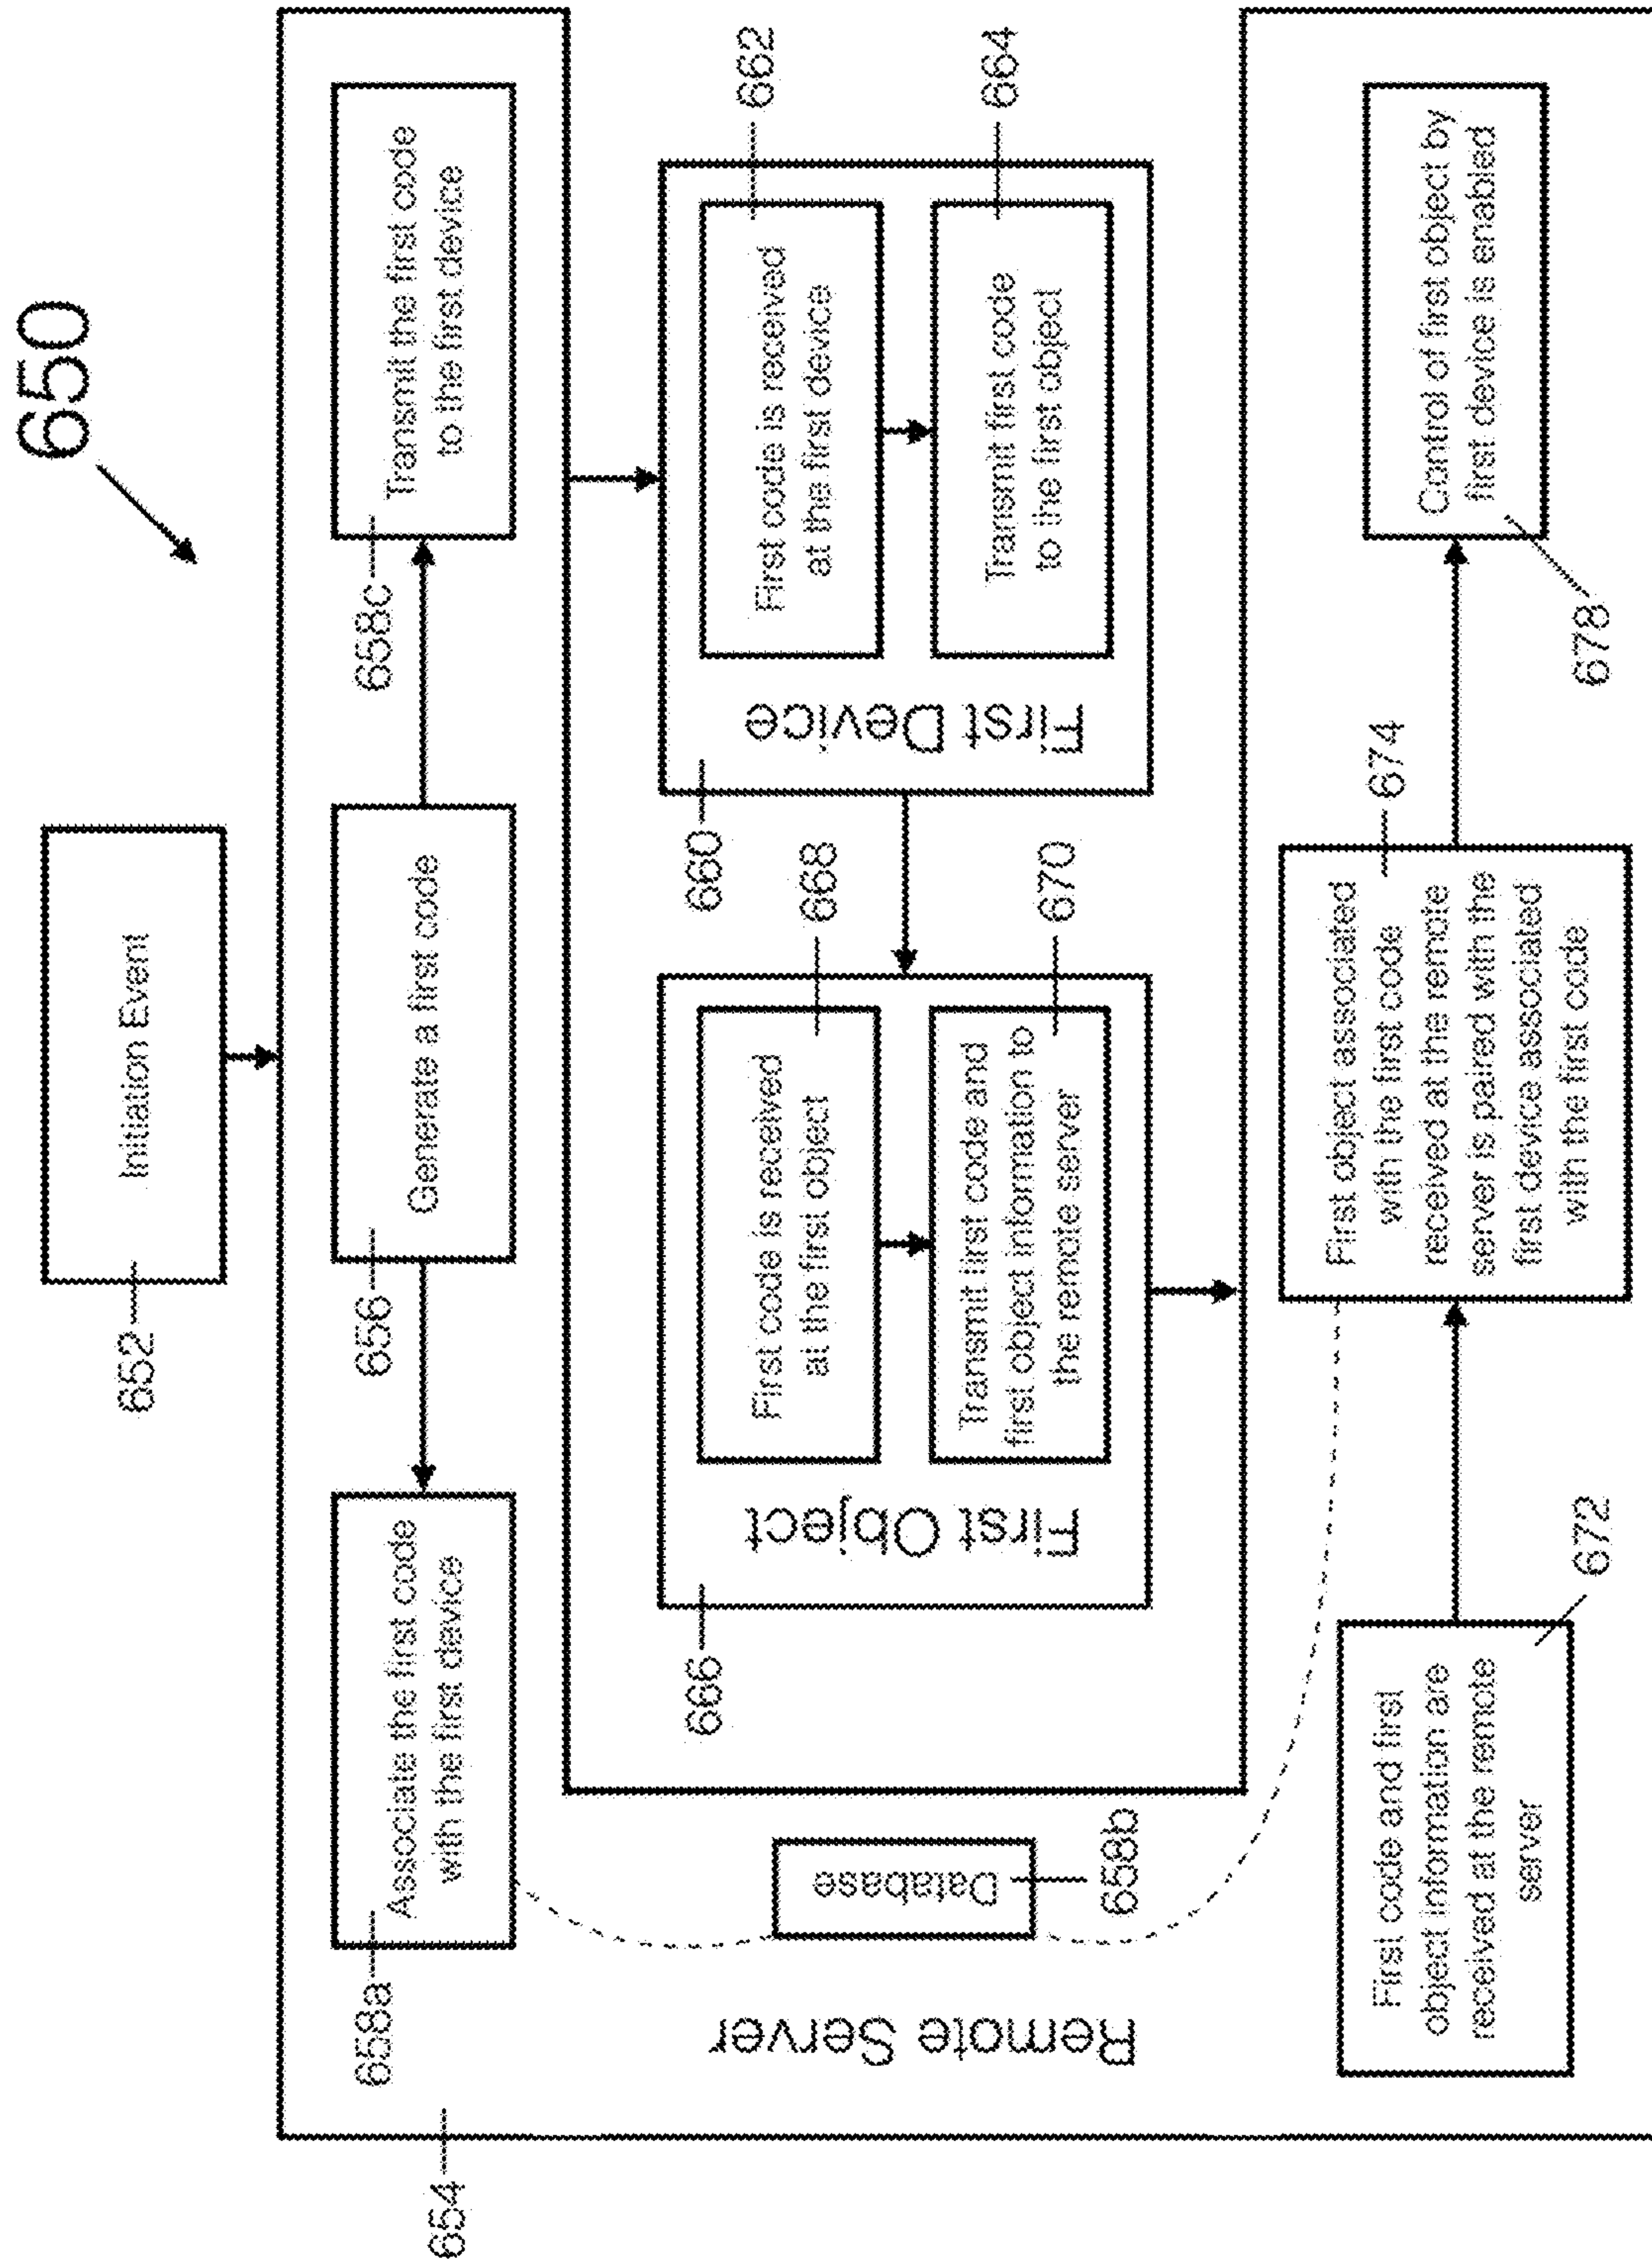 650
Initiation Event
652
654
Associate the first code
with the first device
658a
Generate a first code
656
Transmit the first code
to the first device
658c
Remote Server
Database
658b
First Device
660
First code is received
at the first device
662
Transmit first code
to the first object
664
First Object
666
First code is received
at the first object
668
Transmit first code and
first object information to
the remote server
670
First code and first
object information are
received at the remote
server
672
First object associated
with the first code
received at the remote
server is paired with the
first device associated
with the first code
674
Control of first object by
first device is enabled
678